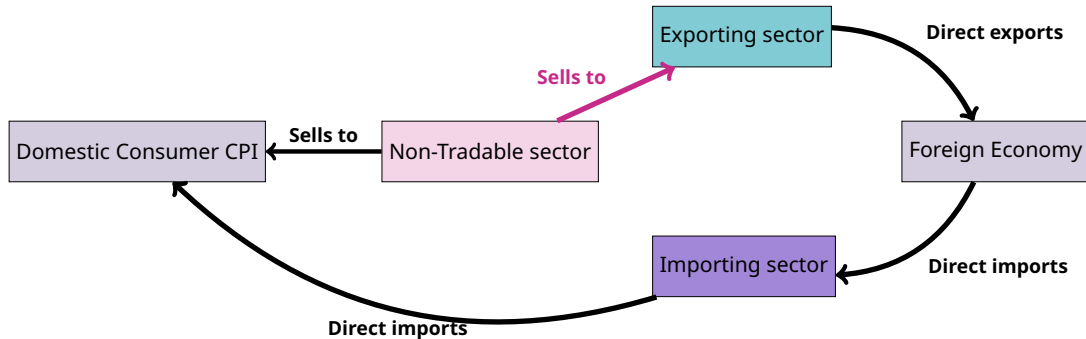 Exporting sector
Direct exports
Sells to
Sells to
Domestic Consumer CPI
Non-Tradable sector
Foreign Economy
Importing sector
Direct imports
Direct imports